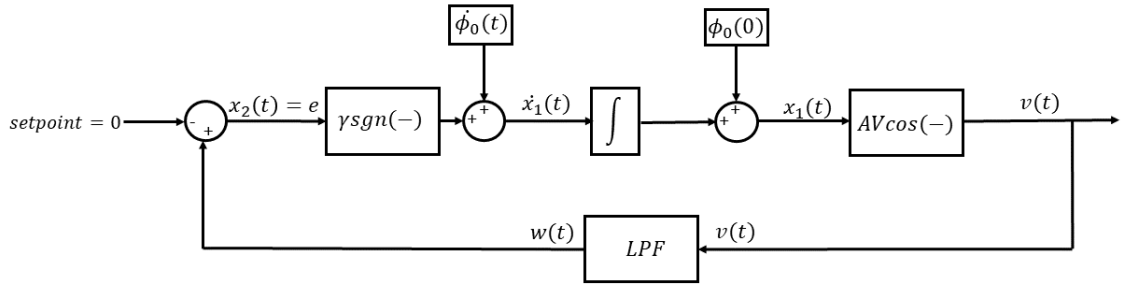 ϕ̇₀(t)
ϕ₀(0)
setpoint = 0
-
+
x₂(t) = e
γsgn(−)
+
+
ẋ₁(t)
∫
+
+
x₁(t)
AVcos(−)
v(t)
w(t)
LPF
v(t)